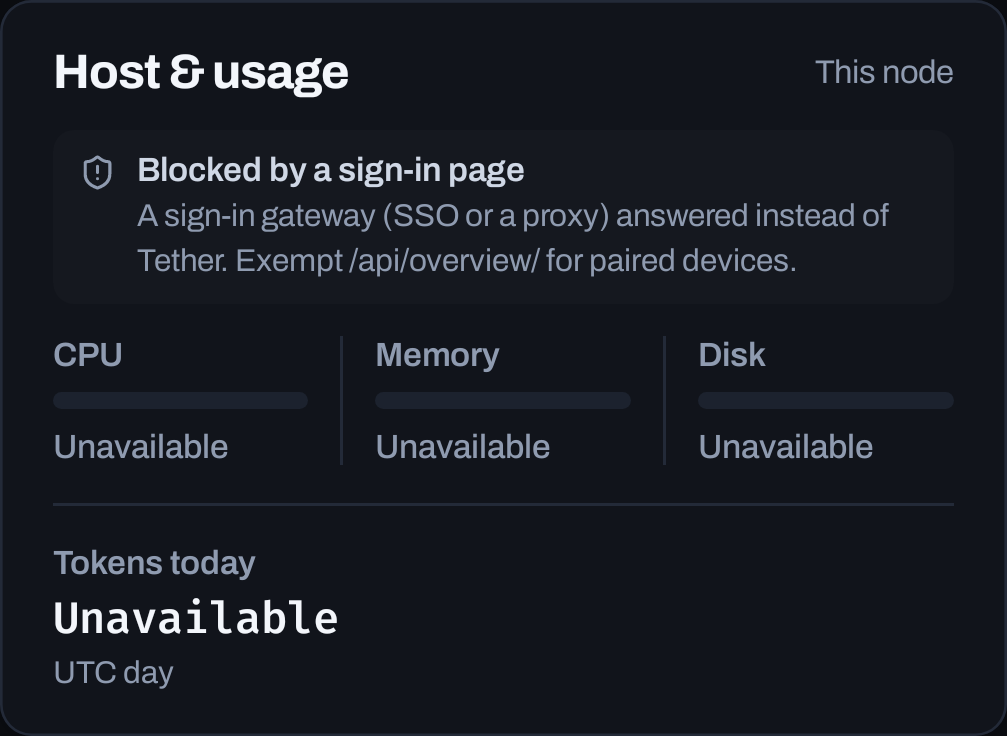 Host & usage
This node
Blocked by a sign-in page
A sign-in gateway (SSO or a proxy) answered instead of
Tether. Exempt /api/overview/ for paired devices.
CPU
Memory
Disk
Unavailable
Unavailable
Unavailable
Tokens today
Unavailable
UTC day